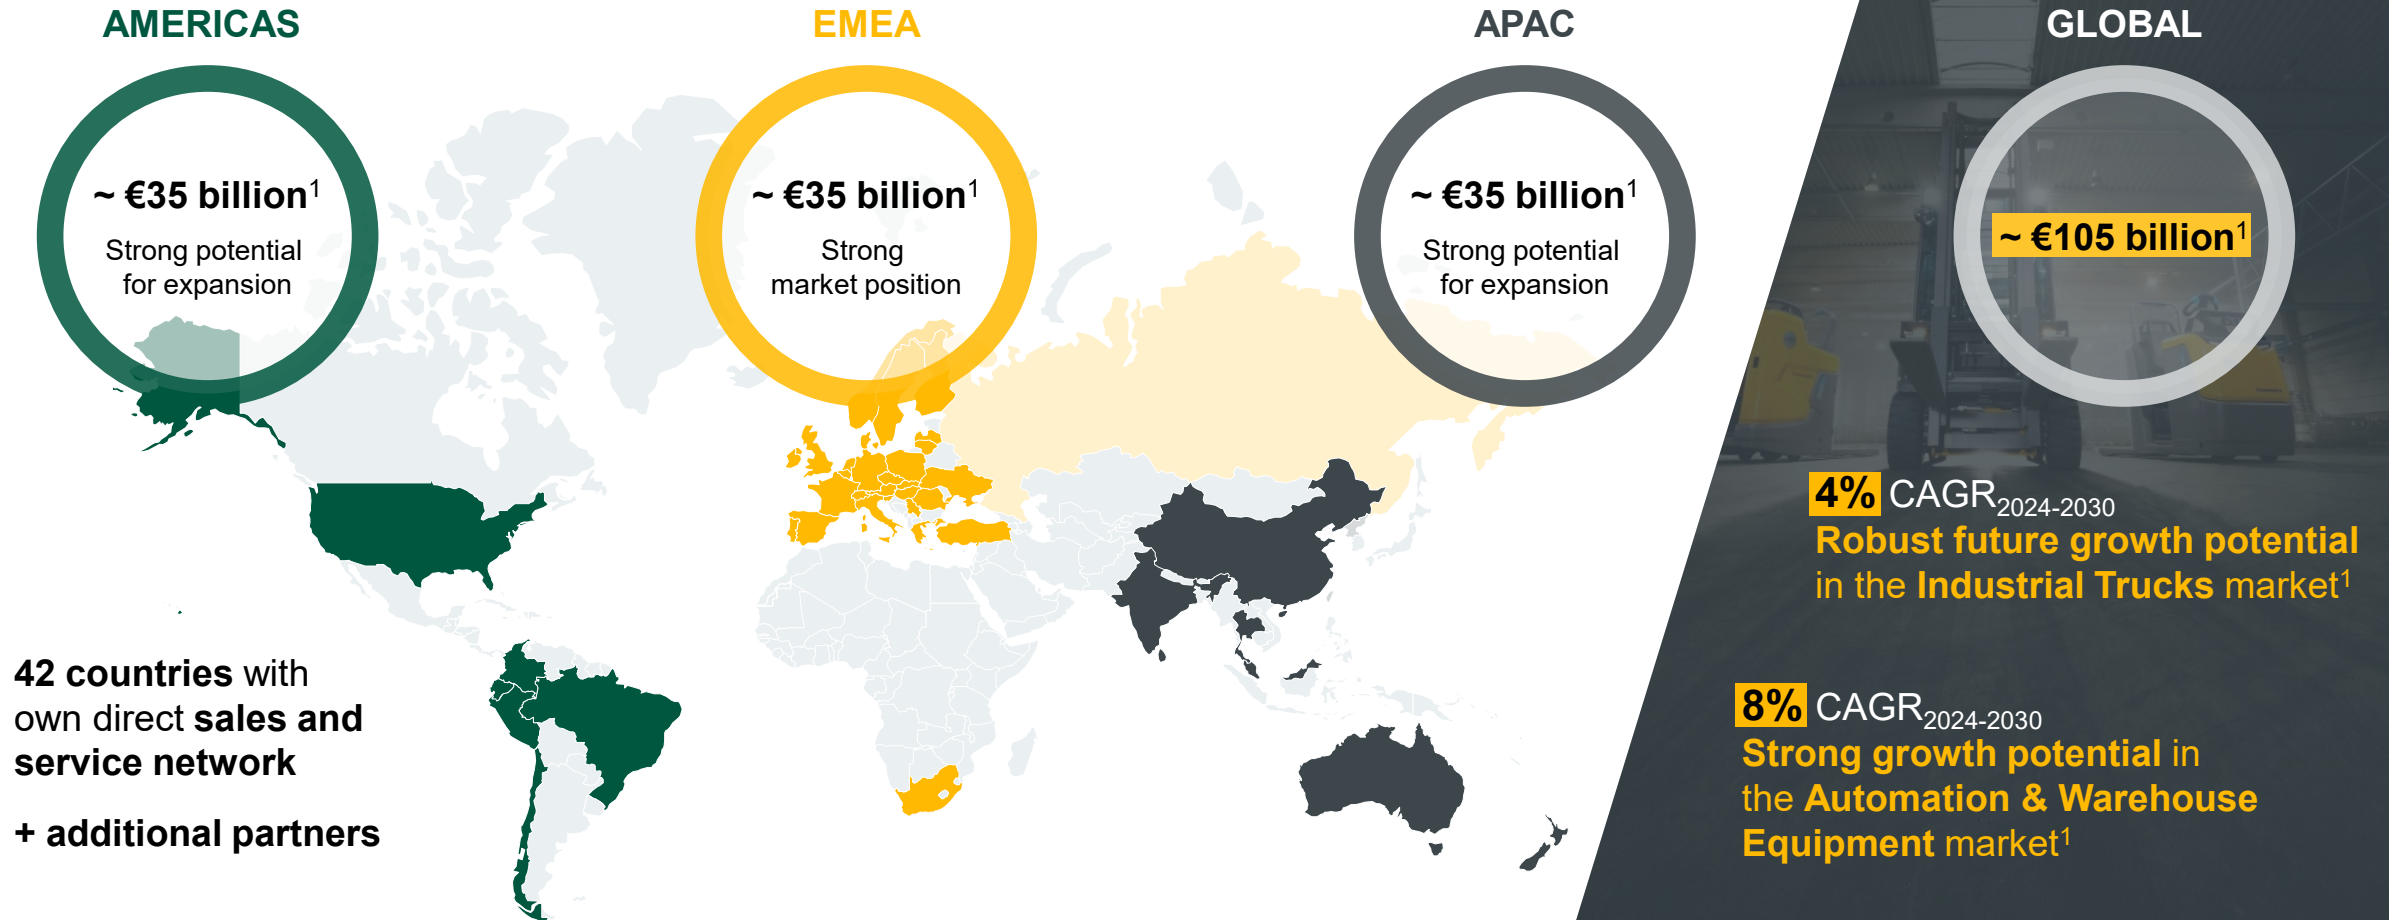 AMERICAS
~ €35 billion¹
Strong potential
for expansion
EMEA
~ €35 billion¹
Strong
market position
APAC
~ €35 billion¹
Strong potential
for expansion
GLOBAL
~ €105 billion¹
42 countries with
own direct sales and
service network
+ additional partners
4% CAGR2024-2030
Robust future growth potential
in the Industrial Trucks market¹
8% CAGR2024-2030
Strong growth potential in
the Automation & Warehouse
Equipment market¹